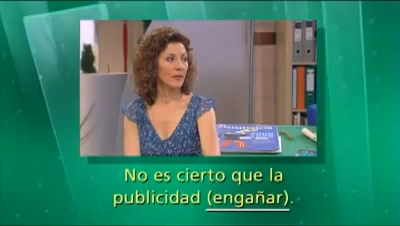 No es cierto que la
publicidad (engañar).